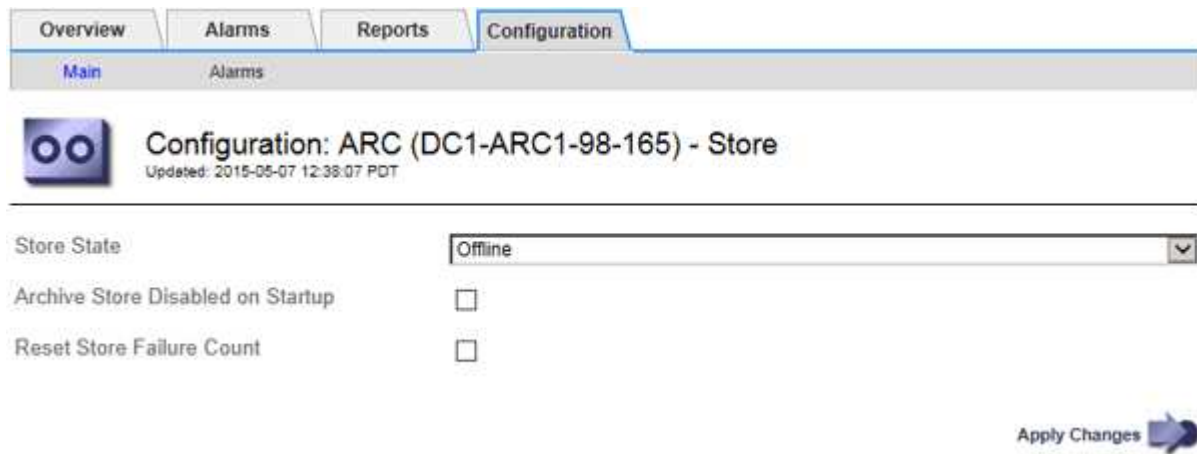 Overview Alarms Reports Configuration
Main Alarms
Configuration: ARC (DC1-ARC1-98-165) - Store
Updated: 2015-05-07 12:38:07 PDT
Store State Offline
Archive Store Disabled on Startup
Reset Store Failure Count
Apply Changes